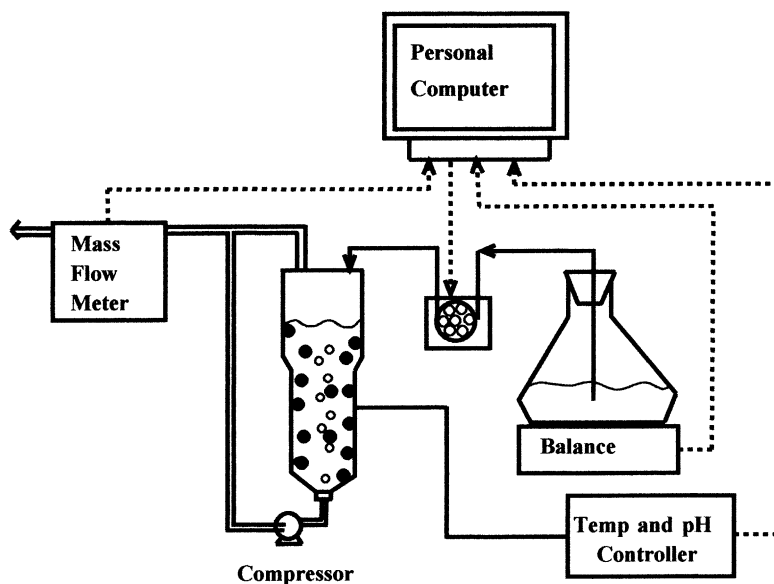 Personal
Computer
Mass
Flow
Meter
Balance
Temp and pH
Controller
Compressor